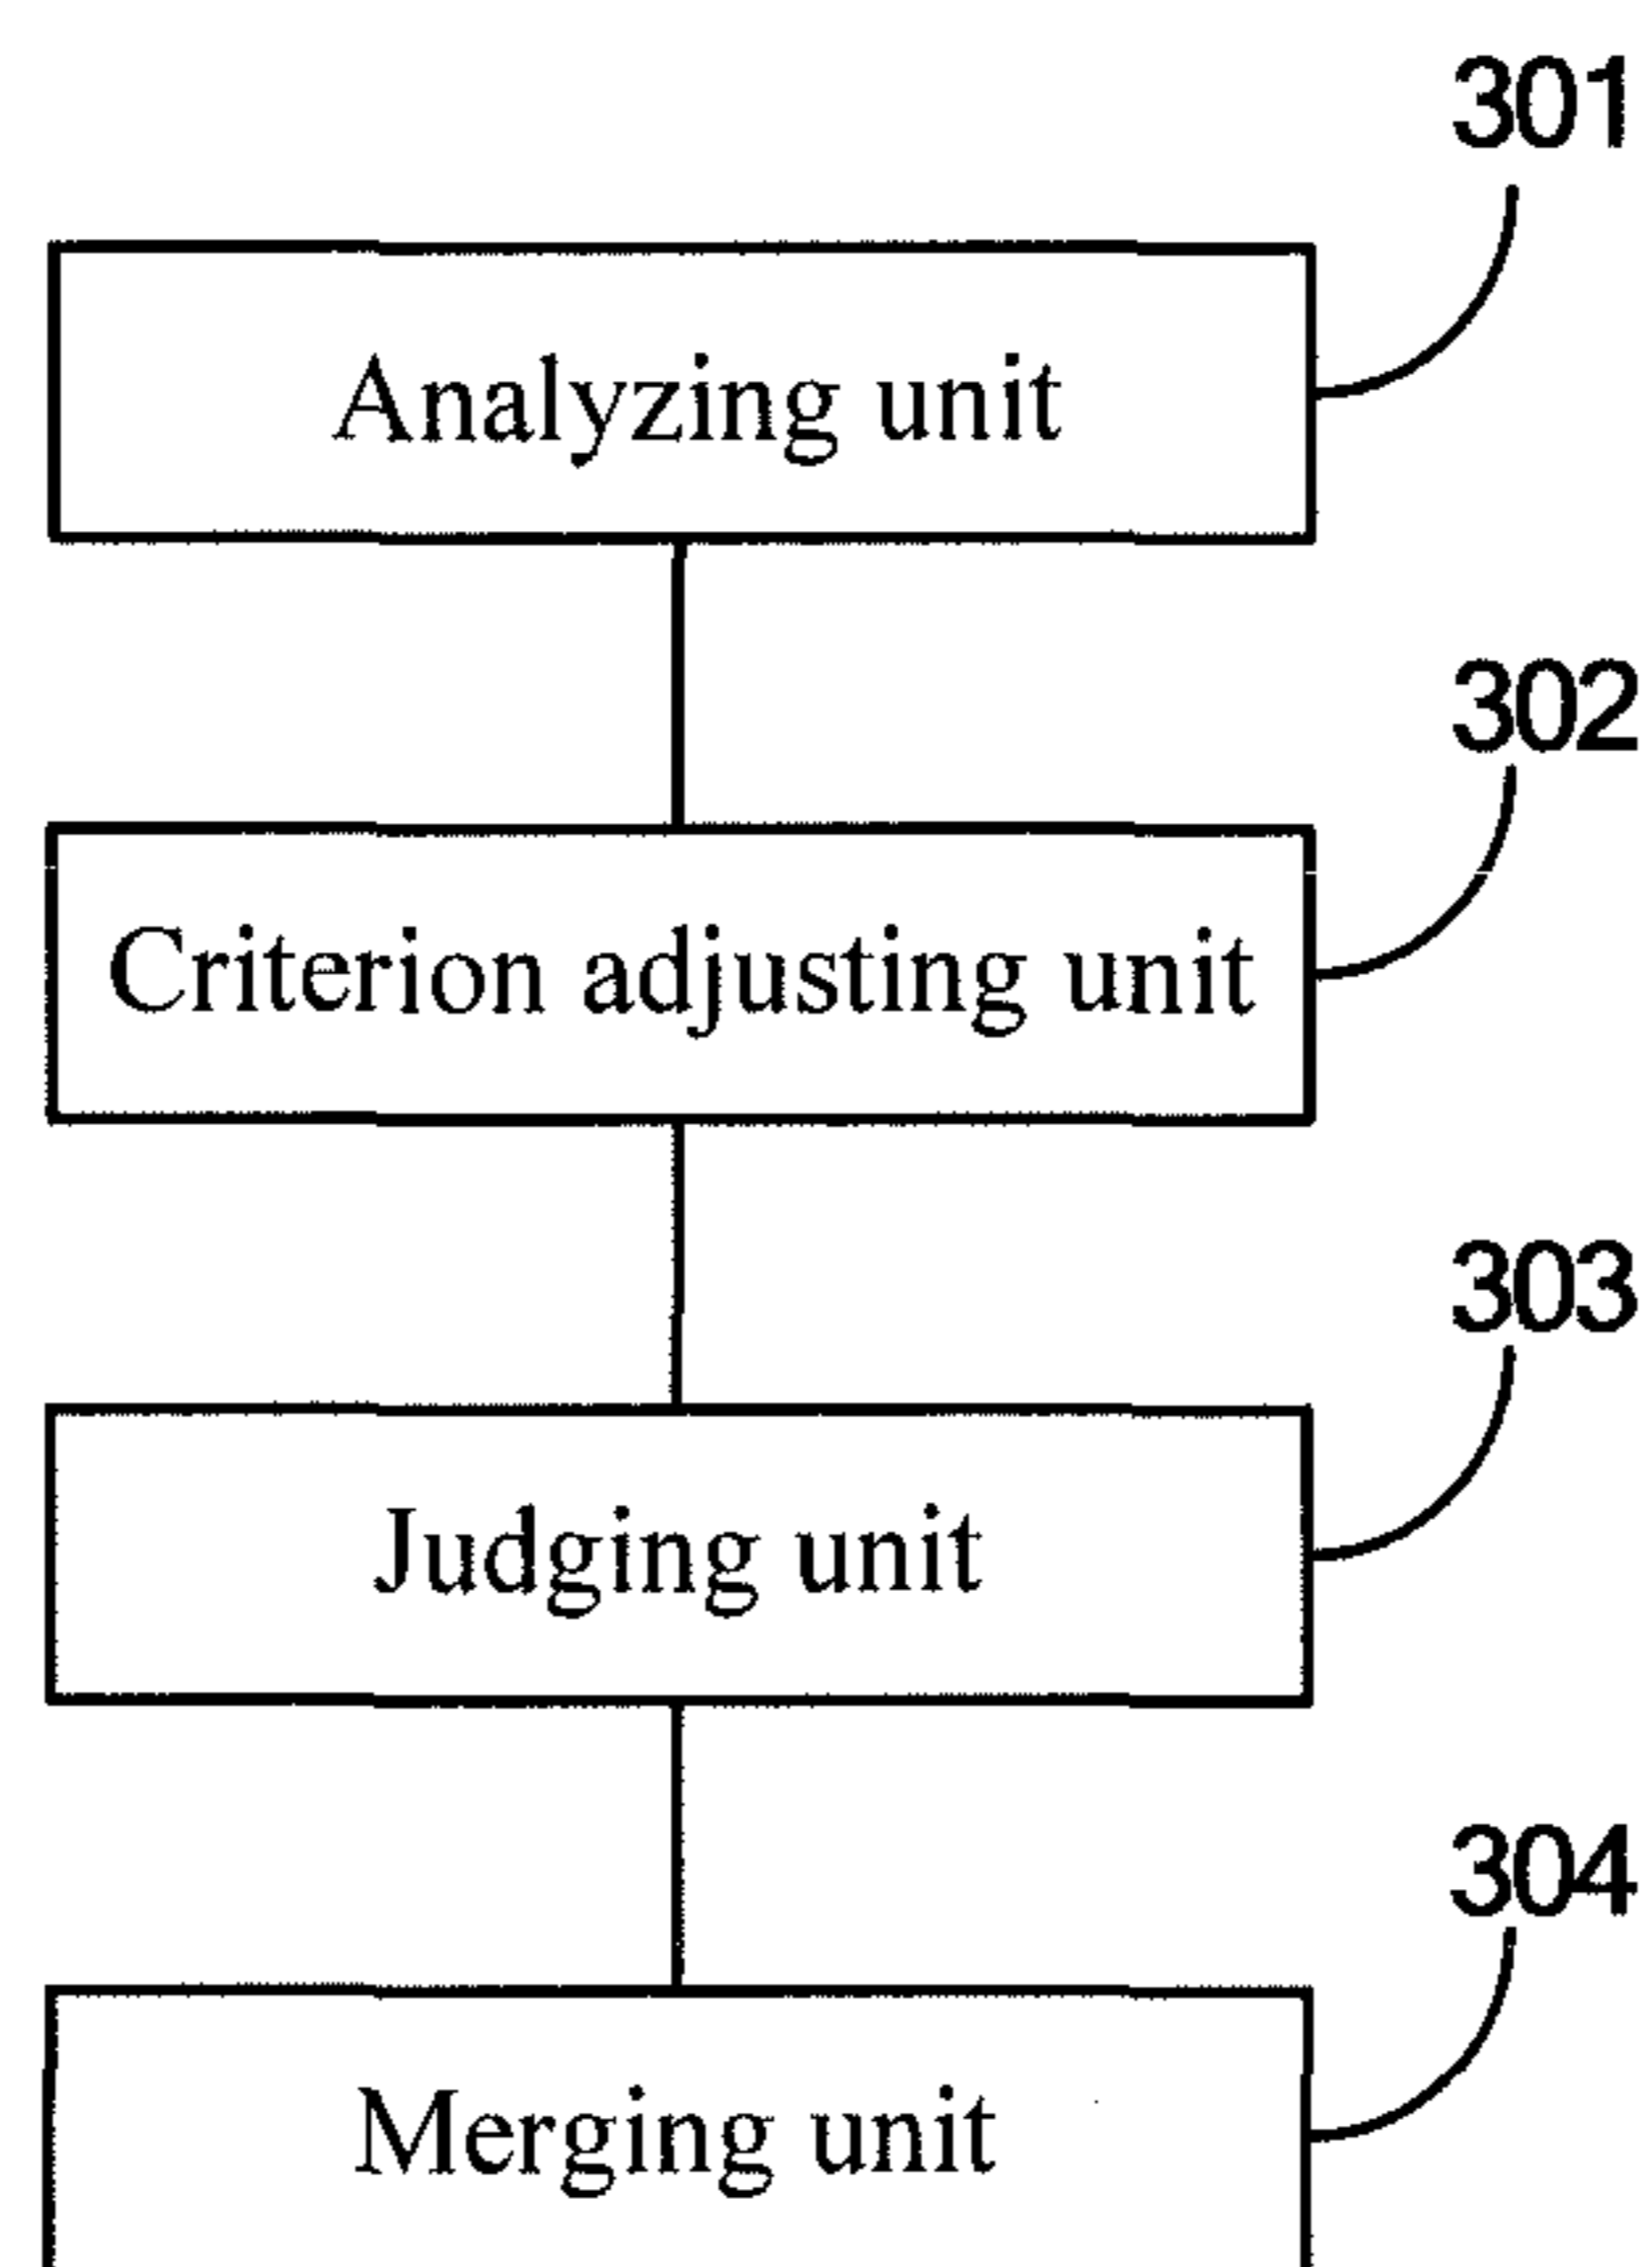 301
Analyzing unit
302
Criterion adjusting unit
303
Judging unit
304
Merging unit